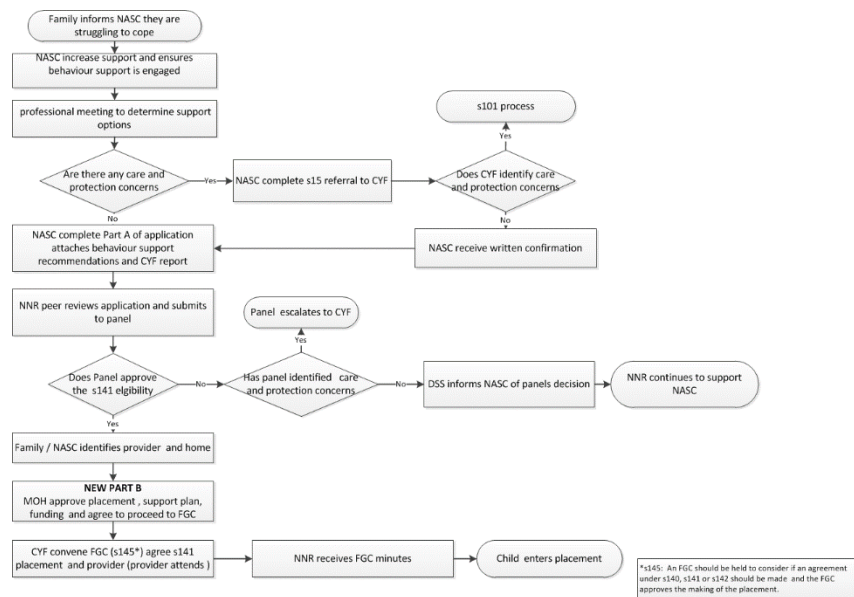 Family informs NASC they are
struggling to cope
NASC increase support and ensures
behaviour support is engaged
professional meeting to determine support
options
s101 process
Yes
Are there any care and
protection concerns
Yes
NASC complete s15 referral to CYF
Does CYF identify care
and protection concerns
No
No
NASC complete Part A of application
attaches behaviour support
recommendations and CYF report
NASC receive written confirmation
NNR peer reviews application and submits
to panel
Panel escalates to CYF
Yes
Does Panel approve
the s141 elgibility
No
Has panel identified care
and protection concerns
No
DSS informs NASC of panels decision
NNR continues to support
NASC
Yes
Family / NASC identifies provider and home
NEW PART B
MOH approve placement , support plan,
funding and agree to proceed to FGC
CYF convene FGC (s145*) agree s141
placement and provider (provider attends )
NNR receives FGC minutes
Child enters placement
*s145: An FGC should be held to consider if an agreement
under s140, s141 or s142 should be made and the FGC
approves the making of the placement.